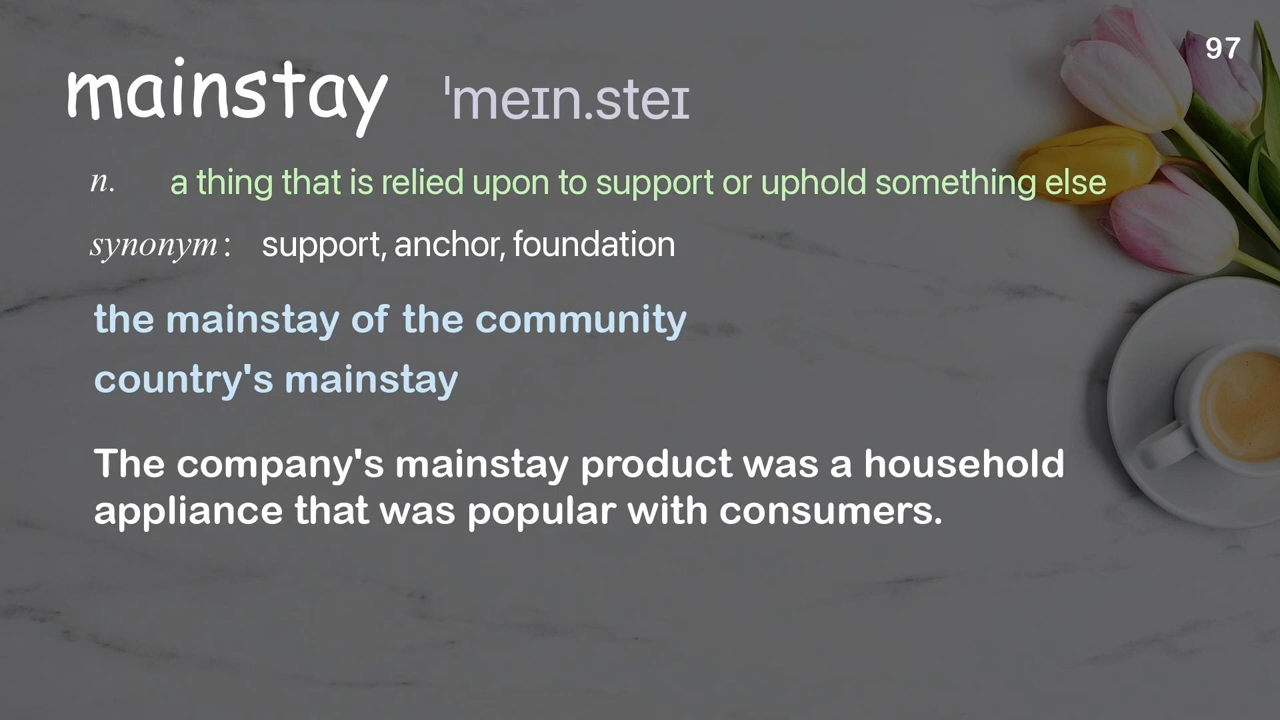 97
mainstay ˈmeɪn.steɪ
n. a thing that is relied upon to support or uphold something else
synonym: support, anchor, foundation
the mainstay of the community
country's mainstay
The company's mainstay product was a household
appliance that was popular with consumers.